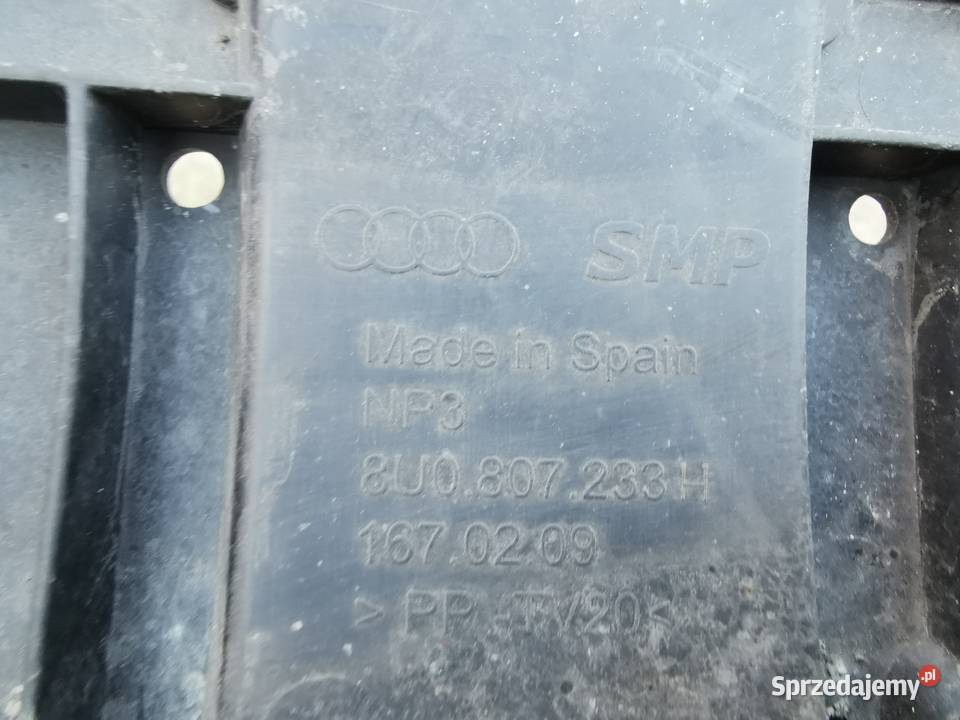 SMP
Made in Spain
NP3
8U0.807.233 H
167.02.09
> PP -TV20<
Sprzedajemy.pl